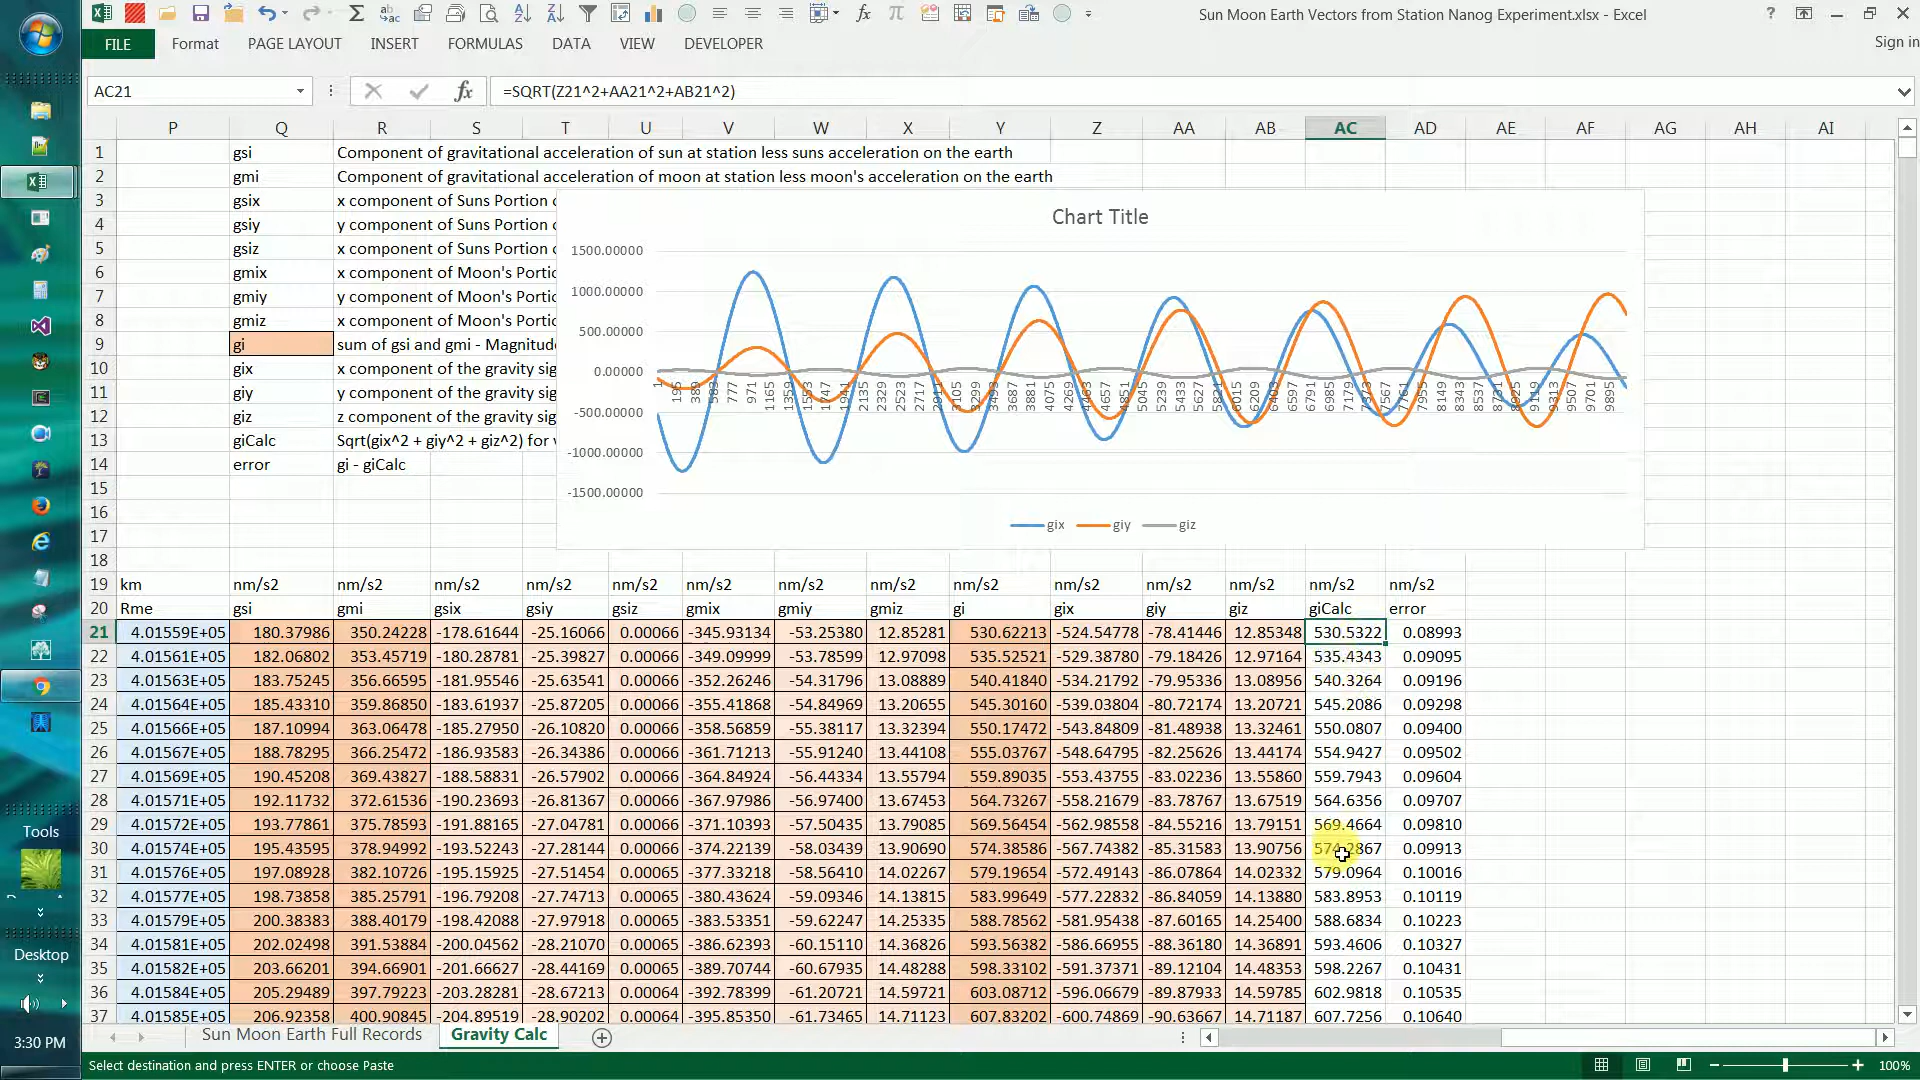 Sun Moon Earth Vectors from Station Nanog Experiment.xlsx - Excel
FILE Format PAGE LAYOUT INSERT FORMULAS DATA VIEW DEVELOPER Sign in
AC21 =SQRT(Z21^2+AA21^2+AB21^2)
P Q R S T U V W X Y Z AA AB AC AD AE AF AG AH AI
1 gsi Component of gravitational acceleration of sun at station less suns acceleration on the earth
2 gmi Component of gravitational acceleration of moon at station less moon's acceleration on the earth
3 gsix x component of Suns Portion
4 gsiy y component of Suns Portion
5 gsiz x component of Suns Portion
6 gmix x component of Moon's Portic
7 gmiy y component of Moon's Portic
8 gmiz x component of Moon's Portic
9 gi sum of gsi and gmi - Magnitud
10 gix x component of the gravity sig
11 giy y component of the gravity sig
12 giz z component of the gravity sig
13 giCalc Sqrt(gix^2 + giy^2 + giz^2) for
14 error gi - giCalc
15
16
17
18
Chart Title
1500.00000
1000.00000
500.00000
0.00000
-500.00000
-1000.00000
-1500.00000
gix giy giz
19 km nm/s2 nm/s2 nm/s2 nm/s2 nm/s2 nm/s2 nm/s2 nm/s2 nm/s2 nm/s2 nm/s2 nm/s2 nm/s2 nm/s2
20 Rme gsi gmi gsix gsiy gsiz gmix gmiy gmiz gi gix giy giz giCalc error
21 4.01559E+05 180.37986 350.24228 -178.61644 -25.16066 0.00066 -345.93134 -53.25380 12.85281 530.62213 -524.54778 -78.41446 12.85348 530.5322 0.08993
22 4.01561E+05 182.06802 353.45719 -180.28781 -25.39827 0.00066 -349.09999 -53.78599 12.97098 535.52521 -529.38780 -79.18426 12.97164 535.4343 0.09095
23 4.01563E+05 183.75245 356.66595 -181.95546 -25.63541 0.00066 -352.26246 -54.31796 13.08889 540.41840 -534.21792 -79.95336 13.08956 540.3264 0.09196
24 4.01564E+05 185.43310 359.86850 -183.61937 -25.87205 0.00066 -355.41868 -54.84969 13.20655 545.30160 -539.03804 -80.72174 13.20721 545.2086 0.09298
25 4.01566E+05 187.10994 363.06478 -185.27950 -26.10820 0.00066 -358.56859 -55.38117 13.32394 550.17472 -543.84809 -81.48938 13.32461 550.0807 0.09400
26 4.01567E+05 188.78295 366.25472 -186.93583 -26.34386 0.00066 -361.71213 -55.91240 13.44108 555.03767 -548.64795 -82.25626 13.44174 554.9427 0.09502
27 4.01569E+05 190.45208 369.43827 -188.58831 -26.57902 0.00066 -364.84924 -56.44334 13.55794 559.89035 -553.43755 -83.02236 13.55860 559.7943 0.09604
28 4.01571E+05 192.11732 372.61536 -190.23693 -26.81367 0.00066 -367.97986 -56.97400 13.67453 564.73267 -558.21679 -83.78767 13.67519 564.6356 0.09707
29 4.01572E+05 193.77861 375.78593 -191.88165 -27.04781 0.00066 -371.10393 -57.50435 13.79085 569.56454 -562.98558 -84.55216 13.79151 569.4664 0.09810
30 4.01574E+05 195.43595 378.94992 -193.52243 -27.28144 0.00066 -374.22139 -58.03439 13.90690 574.38586 -567.74382 -85.31583 13.90756 574.2867 0.09913
31 4.01576E+05 197.08928 382.10726 -195.15925 -27.51454 0.00066 -377.33218 -58.56410 14.02267 579.19654 -572.49143 -86.07864 14.02332 579.0964 0.10016
32 4.01577E+05 198.73858 385.25791 -196.79208 -27.74713 0.00065 -380.43624 -59.09346 14.13815 583.99649 -577.22832 -86.84059 14.13880 583.8953 0.10119
33 4.01579E+05 200.38383 388.40179 -198.42088 -27.97918 0.00065 -383.53351 -59.62247 14.25335 588.78562 -581.95438 -87.60165 14.25400 588.6834 0.10223
34 4.01581E+05 202.02498 391.53884 -200.04562 -28.21070 0.00065 -386.62393 -60.15110 14.36826 593.56382 -586.66955 -88.36180 14.36891 593.4606 0.10327
35 4.01582E+05 203.66201 394.66901 -201.66627 -28.44169 0.00065 -389.70744 -60.67935 14.48288 598.33102 -591.37371 -89.12104 14.48353 598.2267 0.10431
36 4.01584E+05 205.29489 397.79223 -203.28281 -28.67213 0.00064 -392.78399 -61.20721 14.59721 603.08712 -596.06679 -89.87933 14.59785 602.9818 0.10535
37 4.01585E+05 206.92358 400.90845 -204.89519 -28.90202 0.00064 -395.85350 -61.73465 14.71123 607.83202 -600.74869 -90.63667 14.71187 607.7256 0.10640
Sun Moon Earth Full Records Gravity Calc
Select destination and press ENTER or choose Paste 100%
Tools
Desktop
3:30 PM